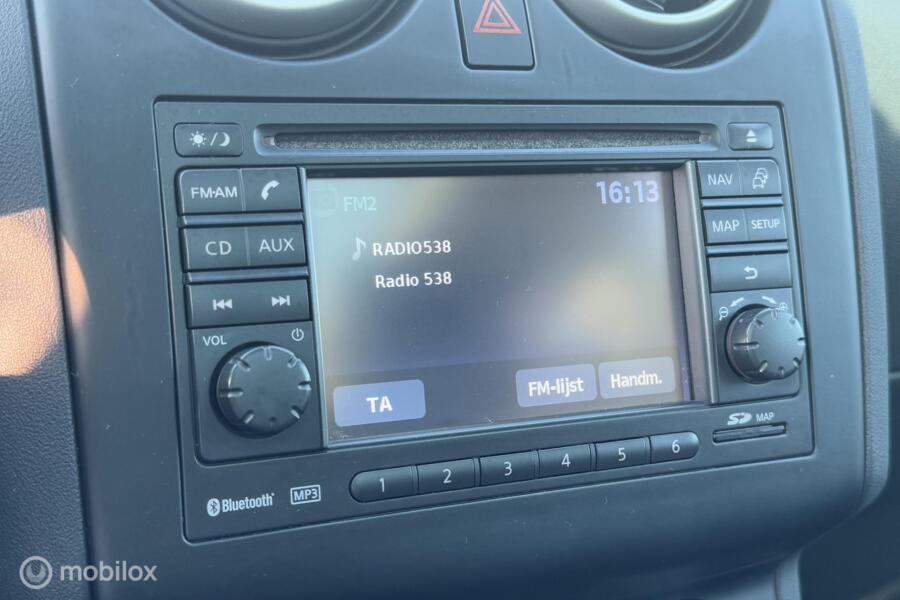 FM2
16:13
RADIO538
Radio 538
TA
FM-lijst
Handm.
FM·AM
CD
AUX
VOL
NAV
MAP
SETUP
SD MAP
1 2 3 4 5 6
Bluetooth
MP3
mobilox